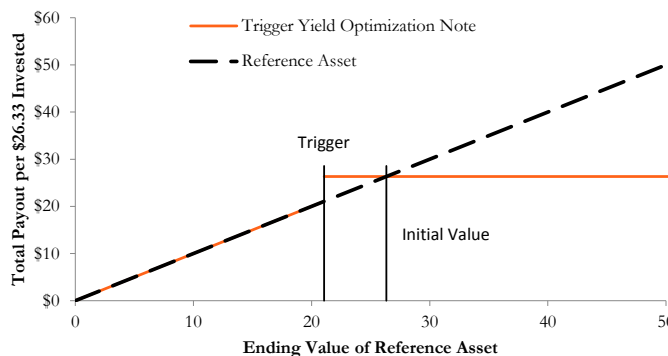 Trigger Yield Optimization Note
Reference Asset
Total Payout per $26.33 Invested
$60
$50
$40
$30
$20
$10
$0
Trigger
Initial Value
0
10
20
30
40
50
Ending Value of Reference Asset